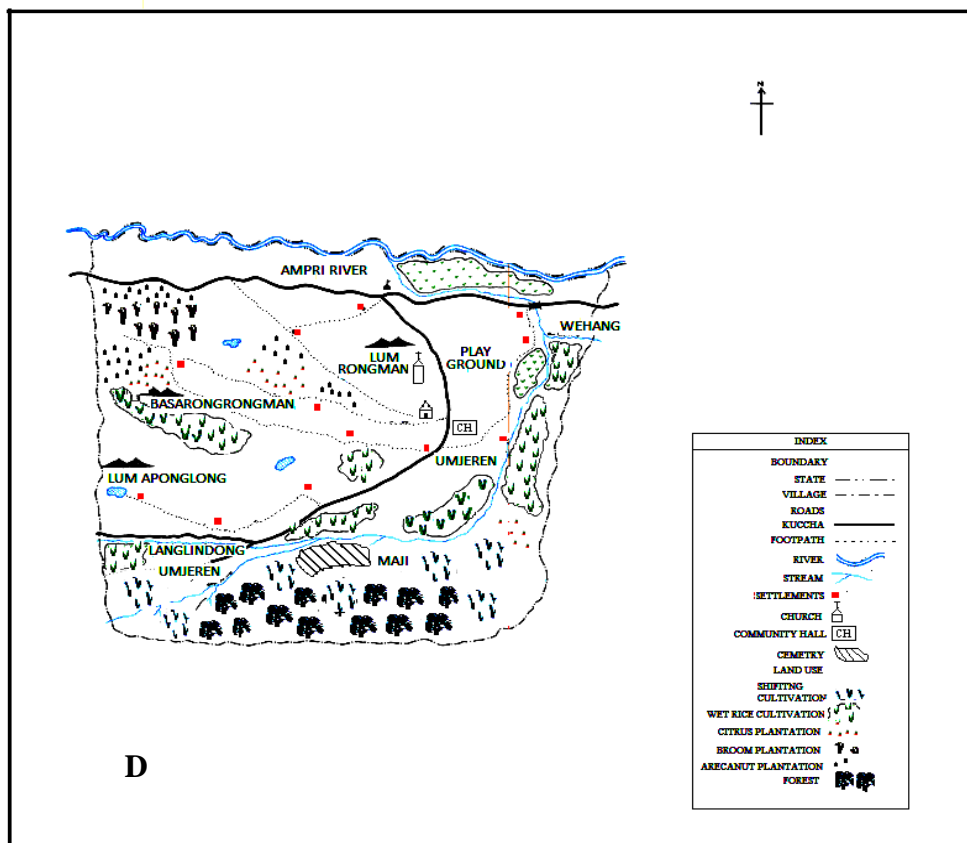 N
AMPRI RIVER
WEHANG
LUM
RONGMAN
PLAY
GROUND
BASARONGRONGMAN
CH
UMJEREN
LUM APONGLONG
LANGLINDONG
UMJEREN
MAJI
D
INDEX
BOUNDARY
STATE
VILLAGE
ROADS
KUCCHA
FOOTPATH
RIVER
STREAM
SETTLEMENTS
CHURCH
COMMUNITY HALL CH
CEMETRY
LAND USE
SHIFITNG
CULTIVATION
WET RICE CULTIVATION
CITRUS PLANTATION
BROOM PLANTATION
ARECANUT PLANTATION
FOREST